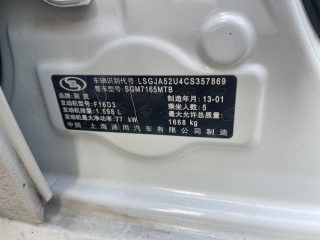 车辆识别代号: LSGJA52U4CS357869
整车型号: SGM7165MTB
品牌: 别克
制造年月: 13-01
发动机型号: F16D3
乘坐人数: 5
发动机排量: 1.598 L
最大允许总质量:
发动机最大净功率: 77 kW
1668 kg
中国 上海通用汽车有限公司 制造